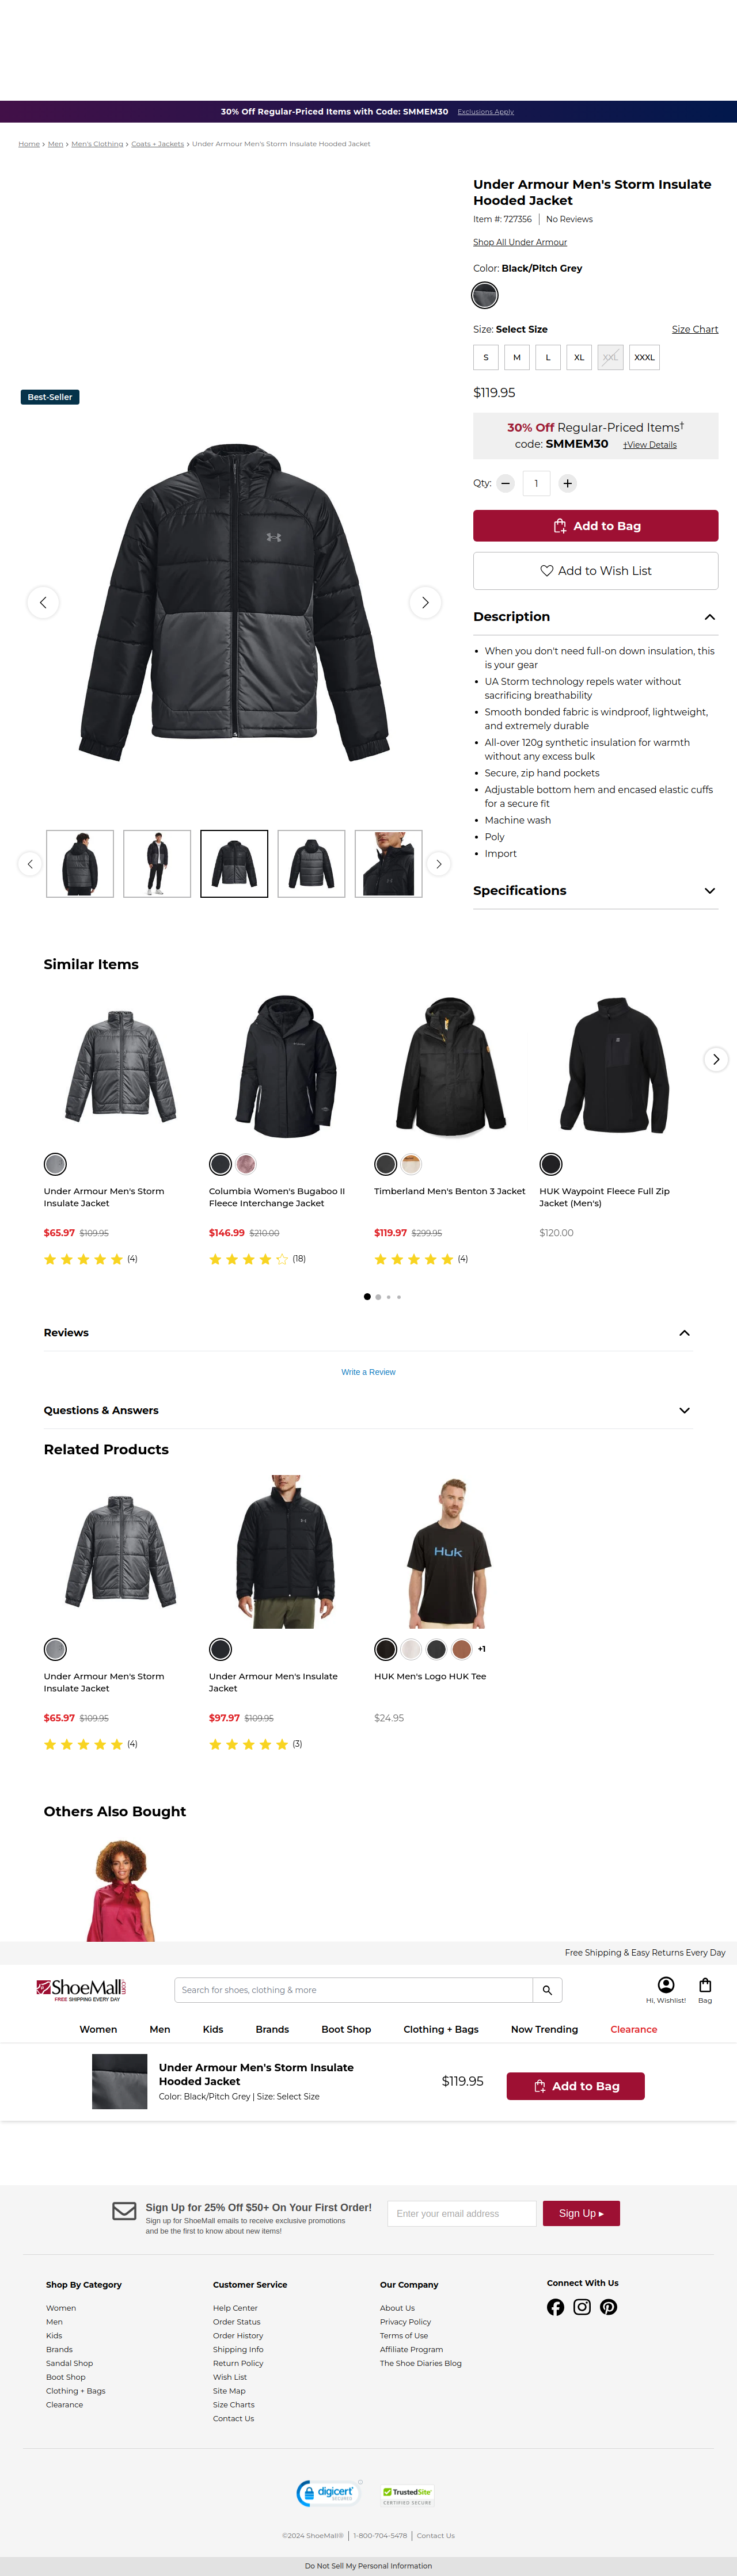 30% Off Regular-Priced Items with Code: SMMEM30 Exclusions Apply
Home › Men › Men's Clothing › Coats + Jackets › Under Armour Men's Storm Insulate Hooded Jacket
Under Armour Men's Storm Insulate
Hooded Jacket
Item #: 727356 | No Reviews
Shop All Under Armour
Color: Black/Pitch Grey
Size: Select Size Size Chart
S M L XL XXL XXXL
$119.95
30% Off Regular-Priced Items†
code: SMMEM30 †View Details
Qty: 1
Add to Bag
Add to Wish List
Best-Seller
Description
• When you don't need full-on down insulation, this
is your gear
• UA Storm technology repels water without
sacrificing breathability
• Smooth bonded fabric is windproof, lightweight,
and extremely durable
• All-over 120g synthetic insulation for warmth
without any excess bulk
• Secure, zip hand pockets
• Adjustable bottom hem and encased elastic cuffs
for a secure fit
• Machine wash
• Poly
• Import
Specifications
Similar Items
Under Armour Men's Storm
Insulate Jacket
$65.97 $109.95
(4)
Columbia Women's Bugaboo II
Fleece Interchange Jacket
$146.99 $210.00
(18)
Timberland Men's Benton 3 Jacket
$119.97 $299.95
(4)
HUK Waypoint Fleece Full Zip
Jacket (Men's)
$120.00
Reviews
Write a Review
Questions & Answers
Related Products
Under Armour Men's Storm
Insulate Jacket
$65.97 $109.95
(4)
Under Armour Men's Insulate
Jacket
$97.97 $109.95
(3)
Huk
+1
HUK Men's Logo HUK Tee
$24.95
Others Also Bought
Free Shipping & Easy Returns Every Day
ShoeMall.COM
FREE SHIPPING EVERY DAY
Search for shoes, clothing & more
Hi, Wishlist! Bag
Women Men Kids Brands Boot Shop Clothing + Bags Now Trending Clearance
Under Armour Men's Storm Insulate
Hooded Jacket
Color: Black/Pitch Grey | Size: Select Size
$119.95
Add to Bag
Sign Up for 25% Off $50+ On Your First Order!
Sign up for ShoeMall emails to receive exclusive promotions
and be the first to know about new items!
Enter your email address
Sign Up ▸
Shop By Category
Women
Men
Kids
Brands
Sandal Shop
Boot Shop
Clothing + Bags
Clearance
Customer Service
Help Center
Order Status
Order History
Shipping Info
Return Policy
Wish List
Site Map
Size Charts
Contact Us
Our Company
About Us
Privacy Policy
Terms of Use
Affiliate Program
The Shoe Diaries Blog
Connect With Us
digicert
SECURED
TrustedSite
CERTIFIED SECURE
©2024 ShoeMall® | 1-800-704-5478 | Contact Us
Do Not Sell My Personal Information